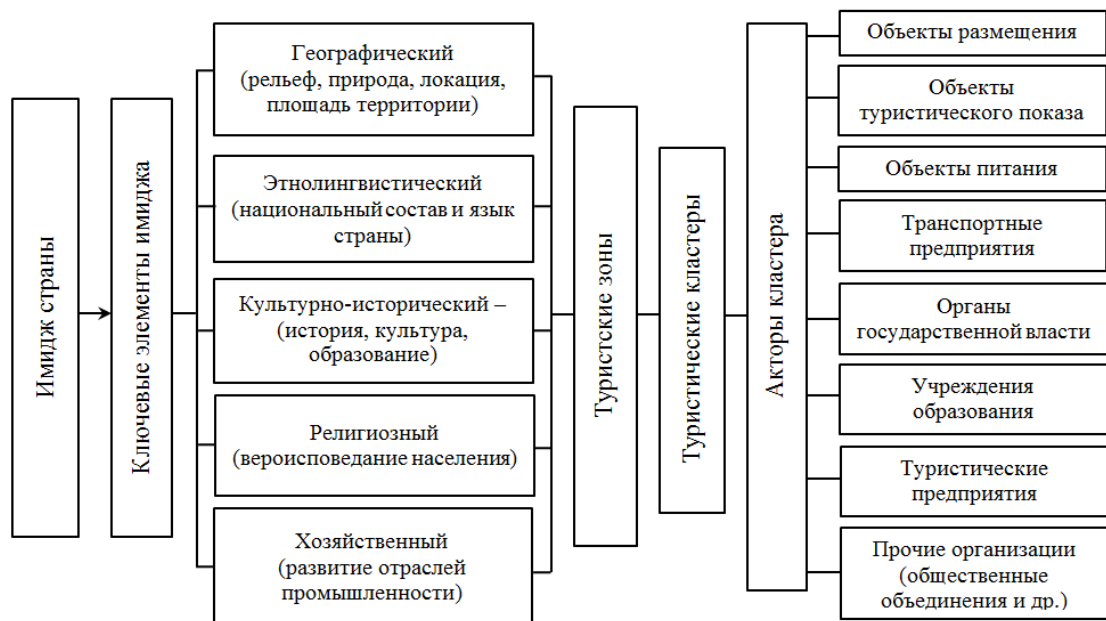 Имидж страны
Ключевые элементы имиджа
Географический
(рельеф, природа, локация,
площадь территории)
Этнолингвистический
(национальный состав и язык
страны)
Культурно-исторический –
(история, культура,
образование)
Религиозный
(вероисповедание населения)
Хозяйственный
(развитие отраслей
промышленности)
Туристские зоны
Туристические кластеры
Акторы кластера
Объекты размещения
Объекты
туристического показа
Объекты питания
Транспортные
предприятия
Органы
государственной власти
Учреждения
образования
Туристические
предприятия
Прочие организации
(общественные
объединения и др.)